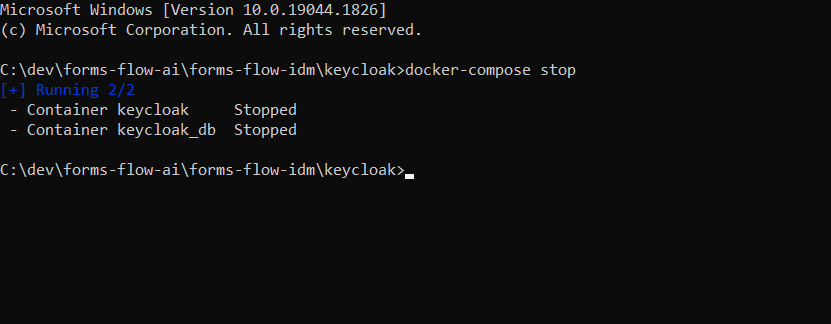 Microsoft Windows [Version 10.0.19044.1826]
(c) Microsoft Corporation. All rights reserved.
C:\dev\forms-flow-ai\forms-flow-idm\keycloak>docker-compose stop
[+] Running 2/2
 - Container keycloak     Stopped
 - Container keycloak_db  Stopped
C:\dev\forms-flow-ai\forms-flow-idm\keycloak>